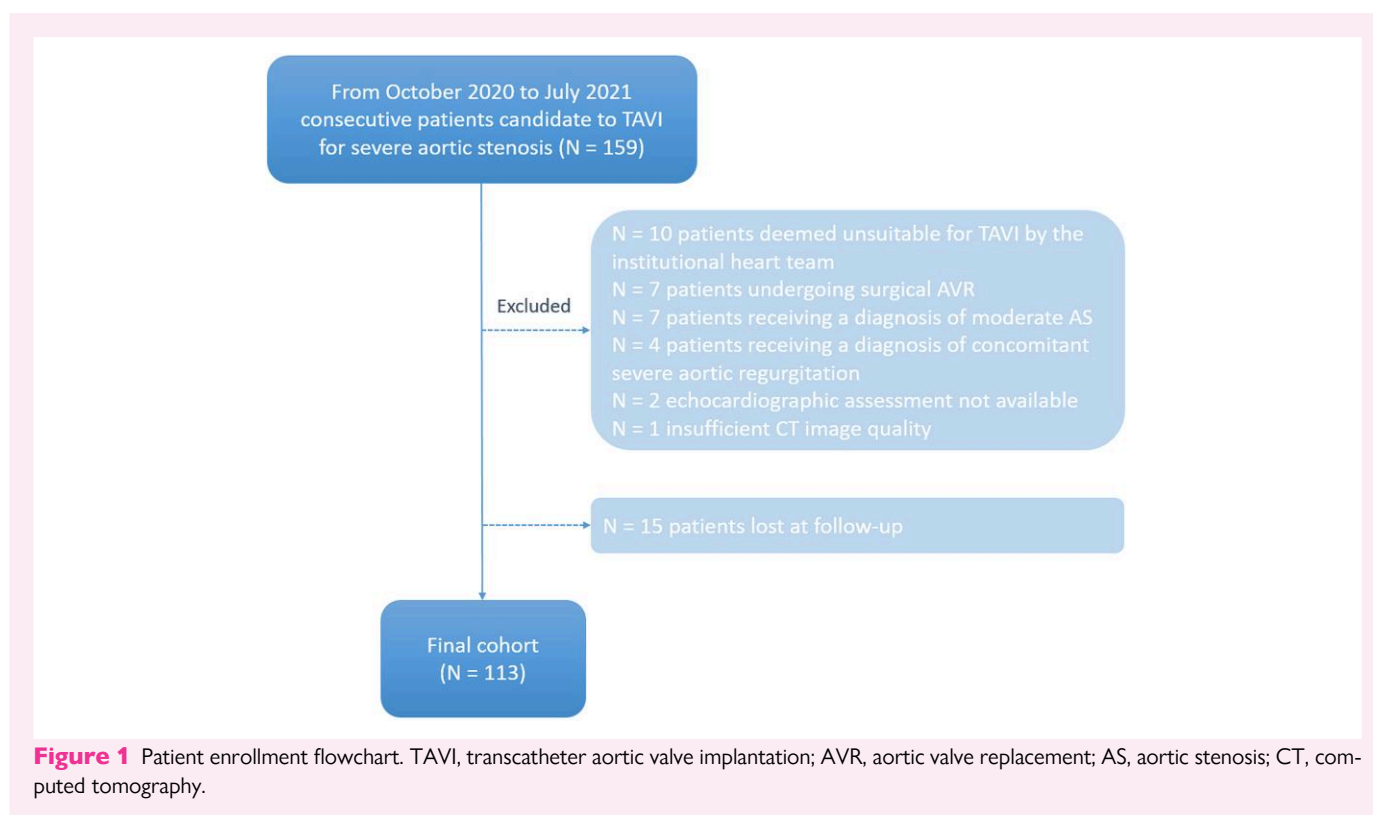 From October 2020 to July 2021
consecutive patients candidate to TAVI
for severe aortic stenosis (N = 159)
N = 10 patients deemed unsuitable for TAVI by the
institutional heart team
N = 7 patients undergoing surgical AVR
Excluded
N = 7 patients receiving a diagnosis of moderate AS
N = 4 patients receiving a diagnosis of concomitant
severe aortic regurgitation
N = 2 echocardiographic assessment not available
N = 1 insufficient CT image quality
N = 15 patients lost at follow-up
Final cohort
(N = 113)
Figure 1 Patient enrollment flowchart. TAVI, transcatheter aortic valve implantation; AVR, aortic valve replacement; AS, aortic stenosis; CT, com-
puted tomography.